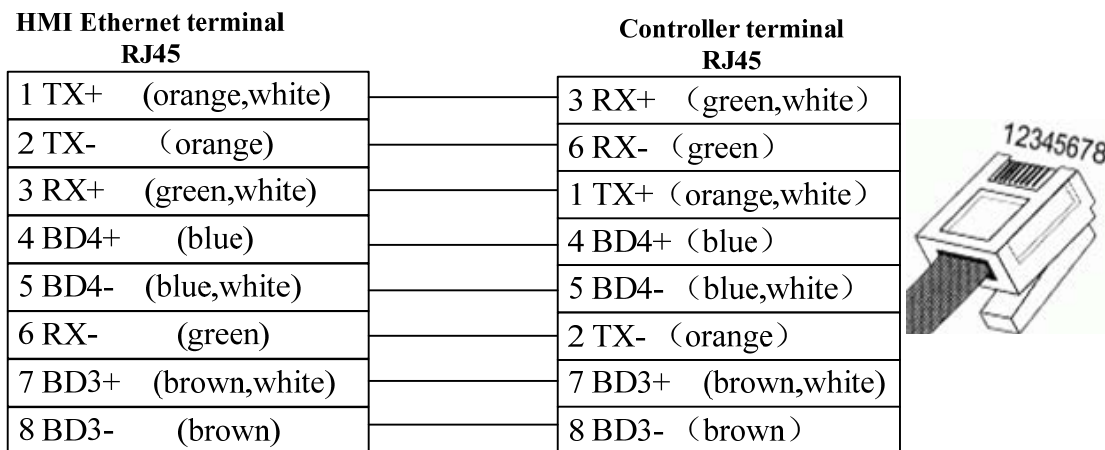 HMI Ethernet terminal
RJ45
1 TX+ (orange,white)
2 TX- （orange)
3 RX+ (green,white)
4 BD4+ (blue)
5 BD4- (blue,white)
6 RX- (green)
7 BD3+ (brown,white)
8 BD3- (brown)
Controller terminal
RJ45
3 RX+ （green,white）
6 RX- （green）
1 TX+（orange,white）
4 BD4+（blue）
5 BD4- （blue,white）
2 TX- （orange）
7 BD3+ (brown,white)
8 BD3- （brown）
12345678